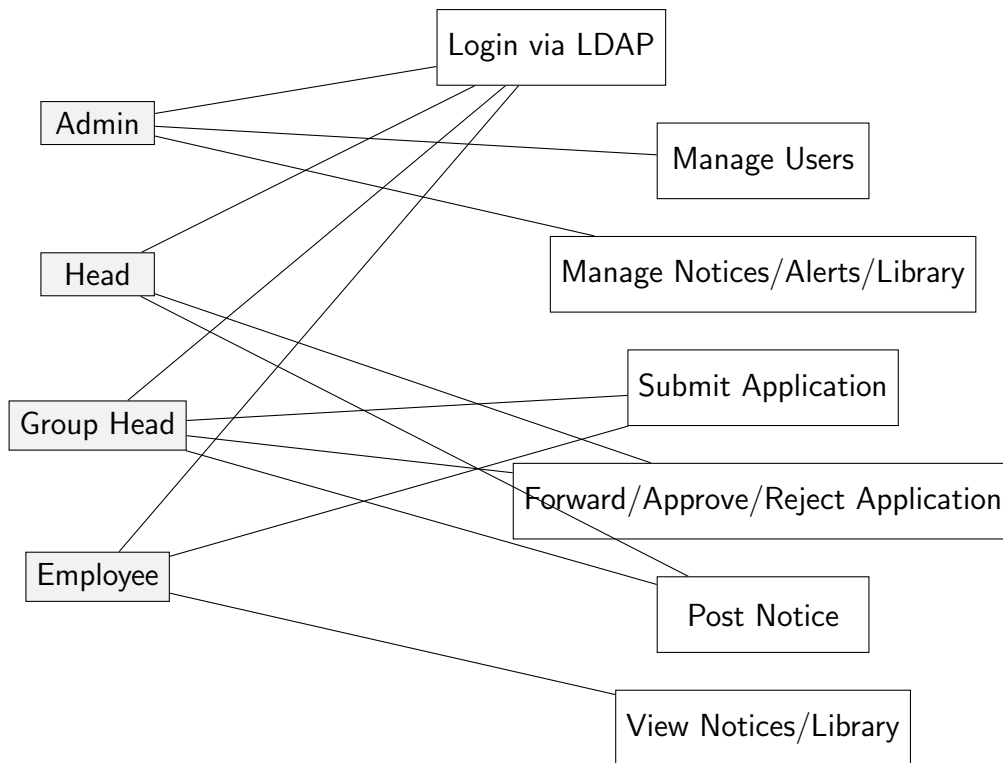 Login via LDAP
Admin
Manage Users
Head
Manage Notices/Alerts/Library
Submit Application
Group Head
Forward/Approve/Reject Application
Employee
Post Notice
View Notices/Library